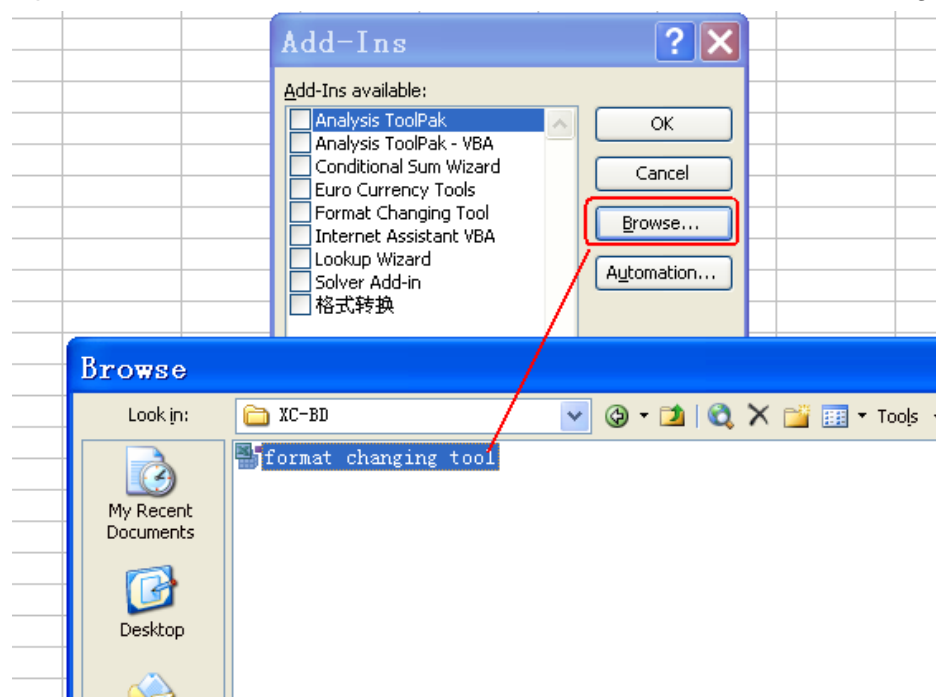 Add-Ins
Add-Ins available:
Analysis ToolPak
Analysis ToolPak - VBA
Conditional Sum Wizard
Euro Currency Tools
Format Changing Tool
Internet Assistant VBA
Lookup Wizard
Solver Add-in
格式转换
OK
Cancel
Browse...
Automation...
Browse
Look in:
XC-BD
Tools
format changing tool
My Recent
Documents
Desktop